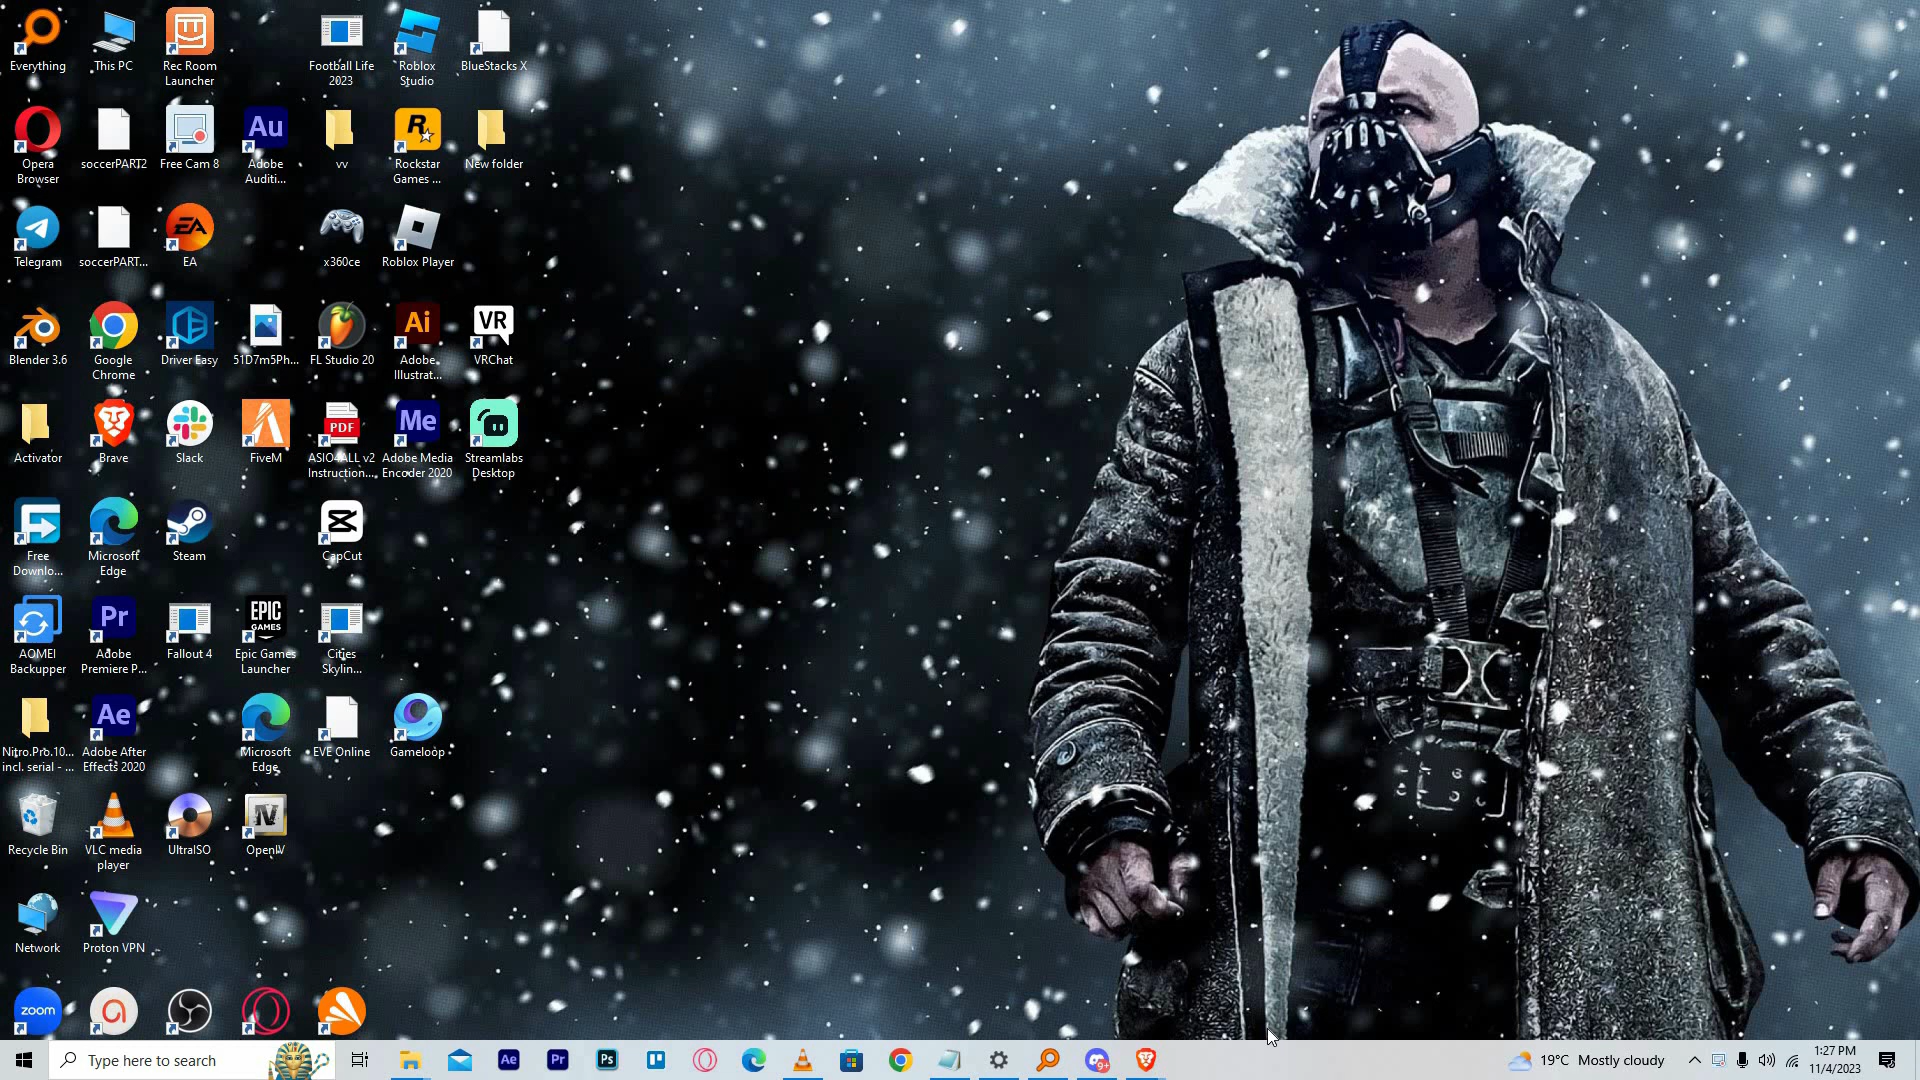 Everything
This PC
Rec Room
Launcher
Football Life
2023
Roblox
Studio
BlueStacks X
Opera
Browser
soccerPART2
Free Cam 8
Au
Adobe
Auditi...
vv
R
Rockstar
Games ...
New folder
Telegram
soccerPART...
EA
EA
x360ce
Roblox Player
Blender 3.6
Google
Chrome
Driver Easy
51D7m5Ph...
FL Studio 20
Ai
Adobe
Illustrat...
VR
VRChat
Activator
Brave
Slack
FiveM
PDF
ASIO4ALL v2
Instruction...
Me
Adobe Media
Encoder 2020
Streamlabs
Desktop
Free
Downlo...
Microsoft
Edge
Steam
CapCut
AOMEI
Backupper
Pr
Adobe
Premiere P...
Fallout 4
EPIC
GAMES
Epic Games
Launcher
Cities
Skylin...
Nitro.Pro.10...
incl. serial - ...
Ae
Adobe After
Effects 2020
Microsoft
Edge
EVE Online
Gameloop
Recycle Bin
VLC media
player
UltraISO
IV
OpenIV
Network
Proton VPN
zoom
Type here to search
Ae
Pr
Ps
9+
19°C Mostly cloudy
1:27 PM
11/4/2023